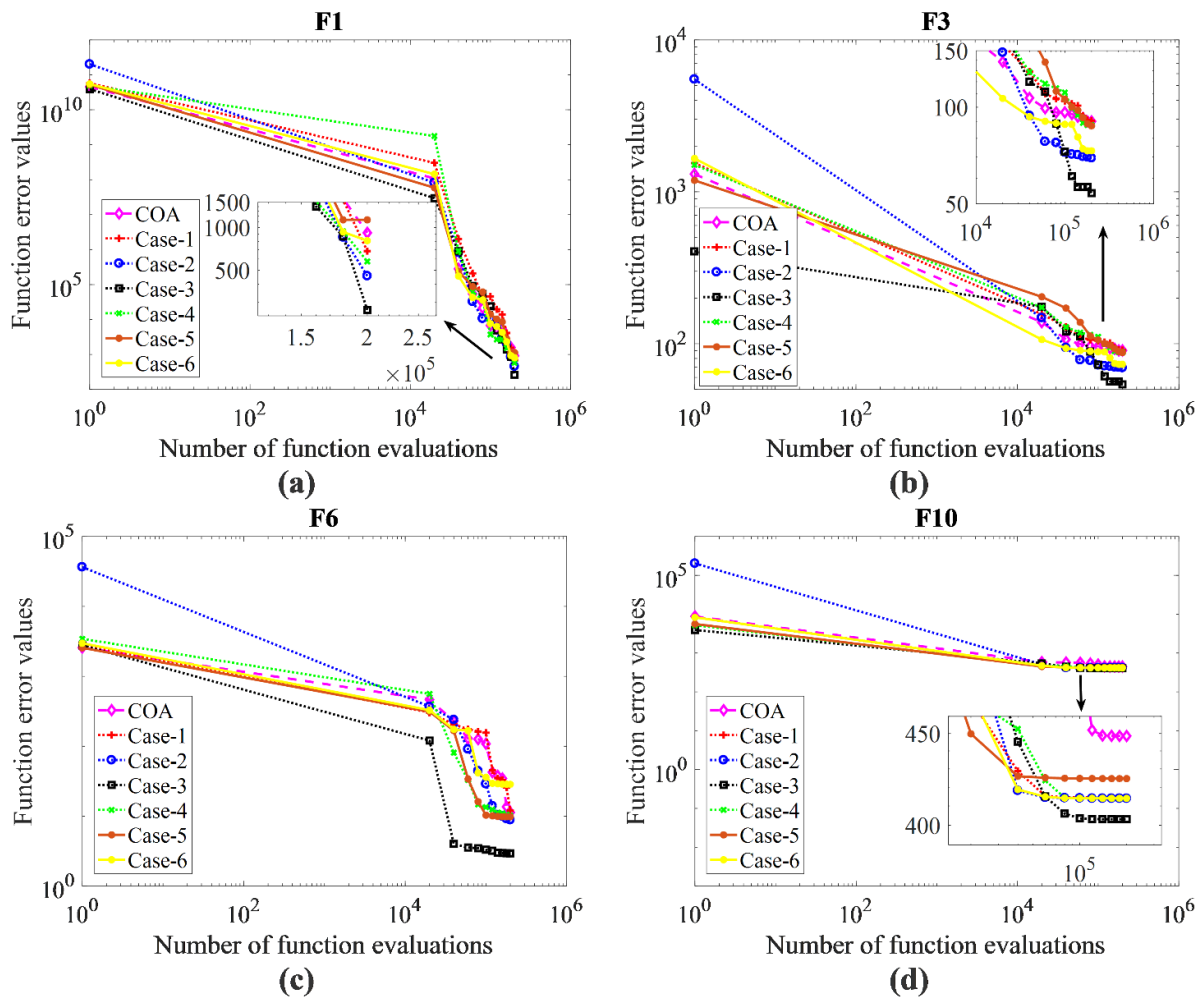 F1
10^10
10^5
Function error values
1500
1000
500
1.5
2
2.5
×10^5
COA
Case-1
Case-2
Case-3
Case-4
Case-5
Case-6
10^0
10^2
10^4
10^6
Number of function evaluations
(a)
F3
10^4
10^3
10^2
Function error values
150
100
50
10^4
10^5
10^6
COA
Case-1
Case-2
Case-3
Case-4
Case-5
Case-6
10^0
10^2
10^4
10^6
Number of function evaluations
(b)
F6
10^5
10^0
Function error values
COA
Case-1
Case-2
Case-3
Case-4
Case-5
Case-6
10^0
10^2
10^4
10^6
Number of function evaluations
(c)
F10
10^5
10^0
Function error values
450
400
10^5
COA
Case-1
Case-2
Case-3
Case-4
Case-5
Case-6
10^0
10^2
10^4
10^6
Number of function evaluations
(d)